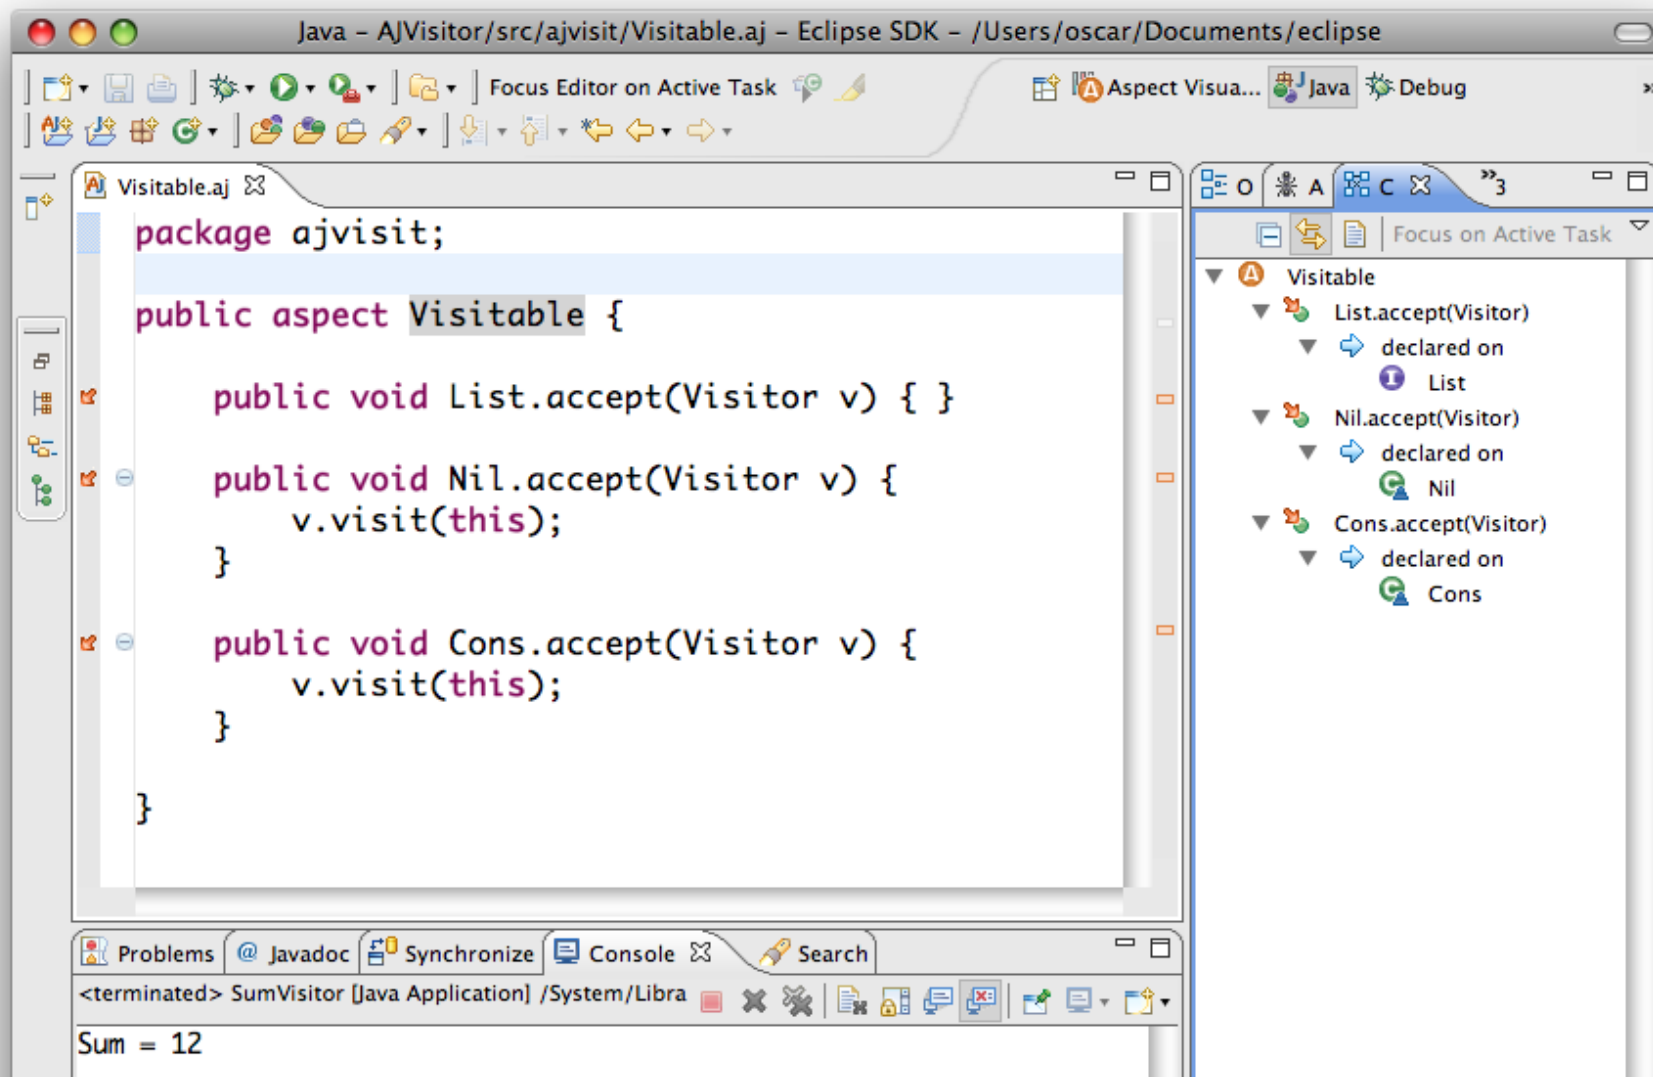 Java – AJVisitor/src/ajvisit/Visitable.aj – Eclipse SDK – /Users/oscar/Documents/eclipse
Focus Editor on Active Task
Aspect Visua... Java Debug
Visitable.aj
package ajvisit;
public aspect Visitable {
public void List.accept(Visitor v) { }
public void Nil.accept(Visitor v) {
v.visit(this);
}
public void Cons.accept(Visitor v) {
v.visit(this);
}
}
O A C »3
Focus on Active Task
Visitable
List.accept(Visitor)
declared on
List
Nil.accept(Visitor)
declared on
Nil
Cons.accept(Visitor)
declared on
Cons
Problems @ Javadoc Synchronize Console Search
<terminated> SumVisitor [Java Application] /System/Libra
Sum = 12